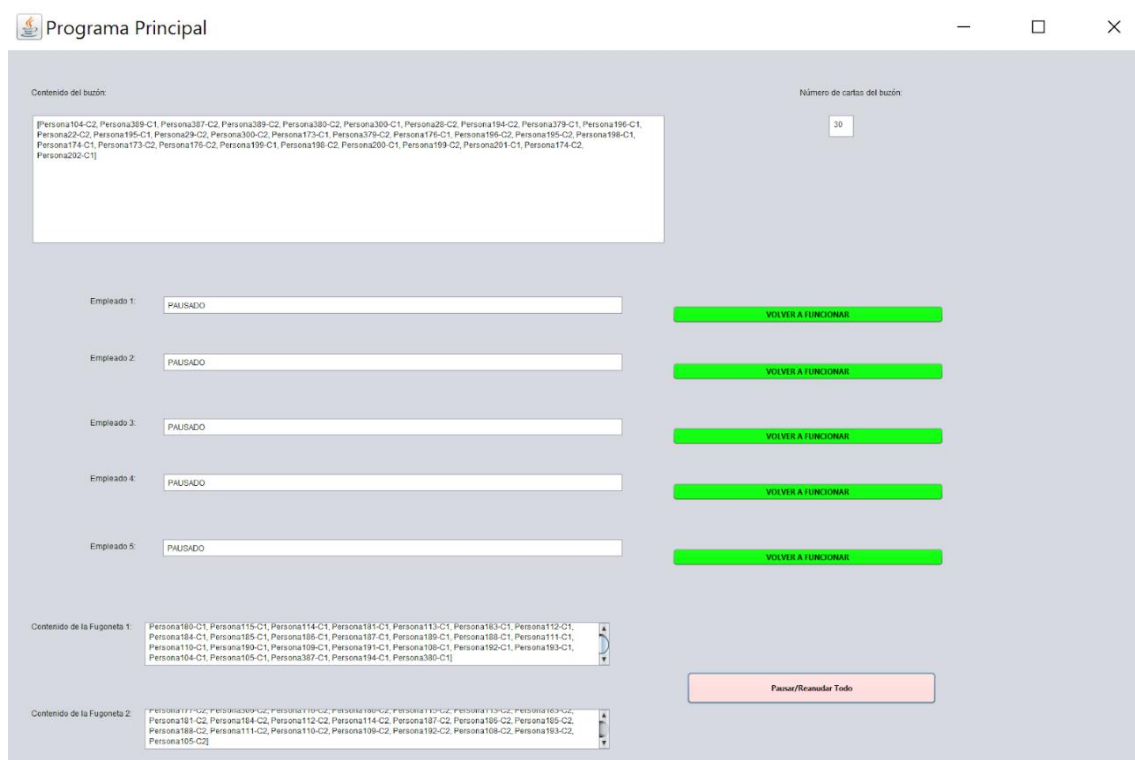 Programa Principal
Contenido del buzón:
Número de cartas del buzón:
[Persona104-C2, Persona389-C1, Persona387-C2, Persona389-C2, Persona380-C2, Persona300-C1, Persona28-C2, Persona194-C2, Persona379-C1, Persona196-C1,
Persona22-C2, Persona195-C1, Persona29-C2, Persona300-C2, Persona173-C1, Persona379-C2, Persona176-C1, Persona196-C2, Persona195-C2, Persona198-C1,
Persona174-C1, Persona173-C2, Persona176-C2, Persona199-C1, Persona198-C2, Persona200-C1, Persona199-C2, Persona201-C1, Persona174-C2,
Persona202-C1]
30
Empleado 1:
PAUSADO
VOLVER A FUNCIONAR
Empleado 2:
PAUSADO
VOLVER A FUNCIONAR
Empleado 3:
PAUSADO
VOLVER A FUNCIONAR
Empleado 4:
PAUSADO
VOLVER A FUNCIONAR
Empleado 5:
PAUSADO
VOLVER A FUNCIONAR
Contenido de la Fugoneta 1:
Persona180-C1, Persona115-C1, Persona114-C1, Persona181-C1, Persona113-C1, Persona183-C1, Persona112-C1,
Persona184-C1, Persona185-C1, Persona186-C1, Persona187-C1, Persona189-C1, Persona188-C1, Persona111-C1,
Persona110-C1, Persona190-C1, Persona109-C1, Persona191-C1, Persona108-C1, Persona192-C1, Persona193-C1,
Persona104-C1, Persona105-C1, Persona387-C1, Persona194-C1, Persona380-C1]
Pausar/Reanudar Todo
Contenido de la Fugoneta 2:
Persona181-C2, Persona184-C2, Persona112-C2, Persona114-C2, Persona187-C2, Persona186-C2, Persona185-C2,
Persona188-C2, Persona111-C2, Persona110-C2, Persona109-C2, Persona192-C2, Persona108-C2, Persona193-C2,
Persona105-C2]